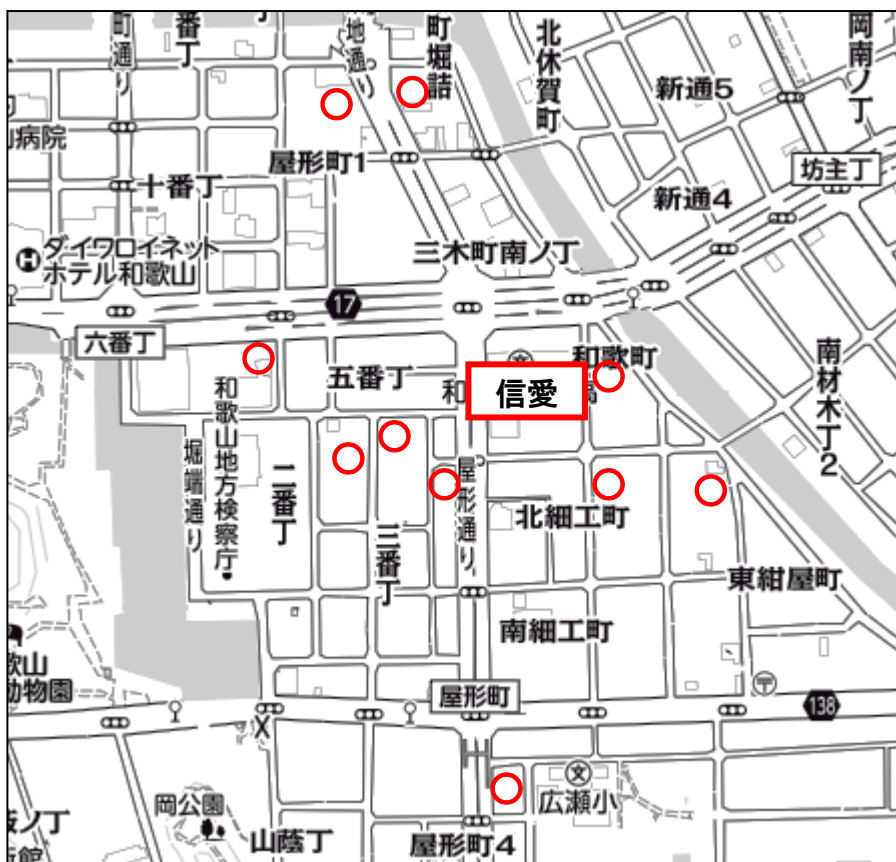 町通り
番丁
地通り
町堀詰
北休賀町
新通5
岡南ノ丁
病院
十番丁
屋形町1
坊主丁
新通4
ダイワロイネット
ホテル和歌山
三木町南ノ丁
17
六番丁
五番丁
和
信愛
和歌町
南材木丁2
和歌山地方検察庁
堀端通り
二番丁
三番丁
屋形通り
北細工町
東紺屋町
南細工町
歌山
動物園
屋形町
138
岡公園
文
広瀬小
山蔭丁
屋形町4